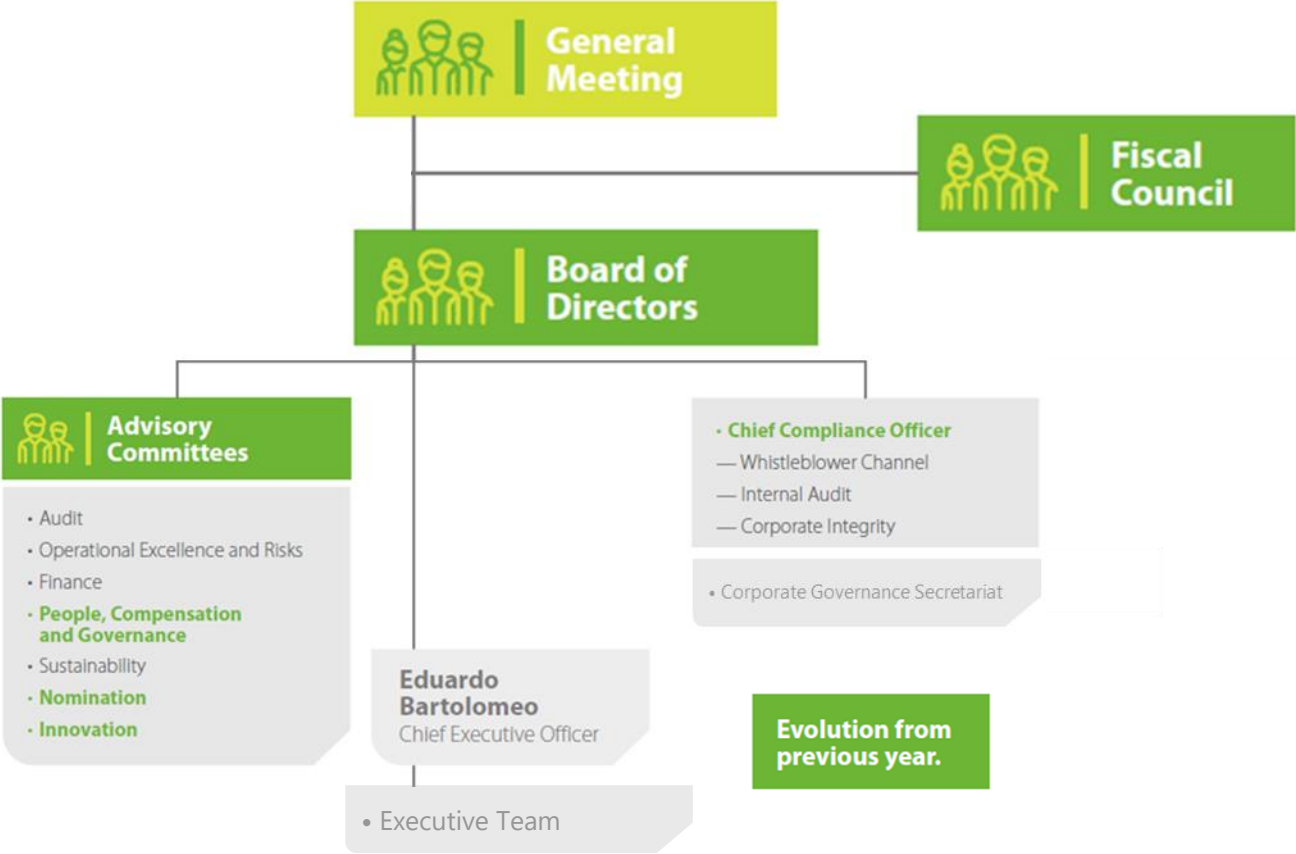 General
Meeting
Fiscal
Council
Board of
Directors
Advisory
Committees
• Audit
• Operational Excellence and Risks
• Finance
• People, Compensation
and Governance
• Sustainability
• Nomination
• Innovation
• Chief Compliance Officer
— Whistleblower Channel
— Internal Audit
— Corporate Integrity
• Corporate Governance Secretariat
Eduardo
Bartolomeo
Chief Executive Officer
• Executive Team
Evolution from
previous year.